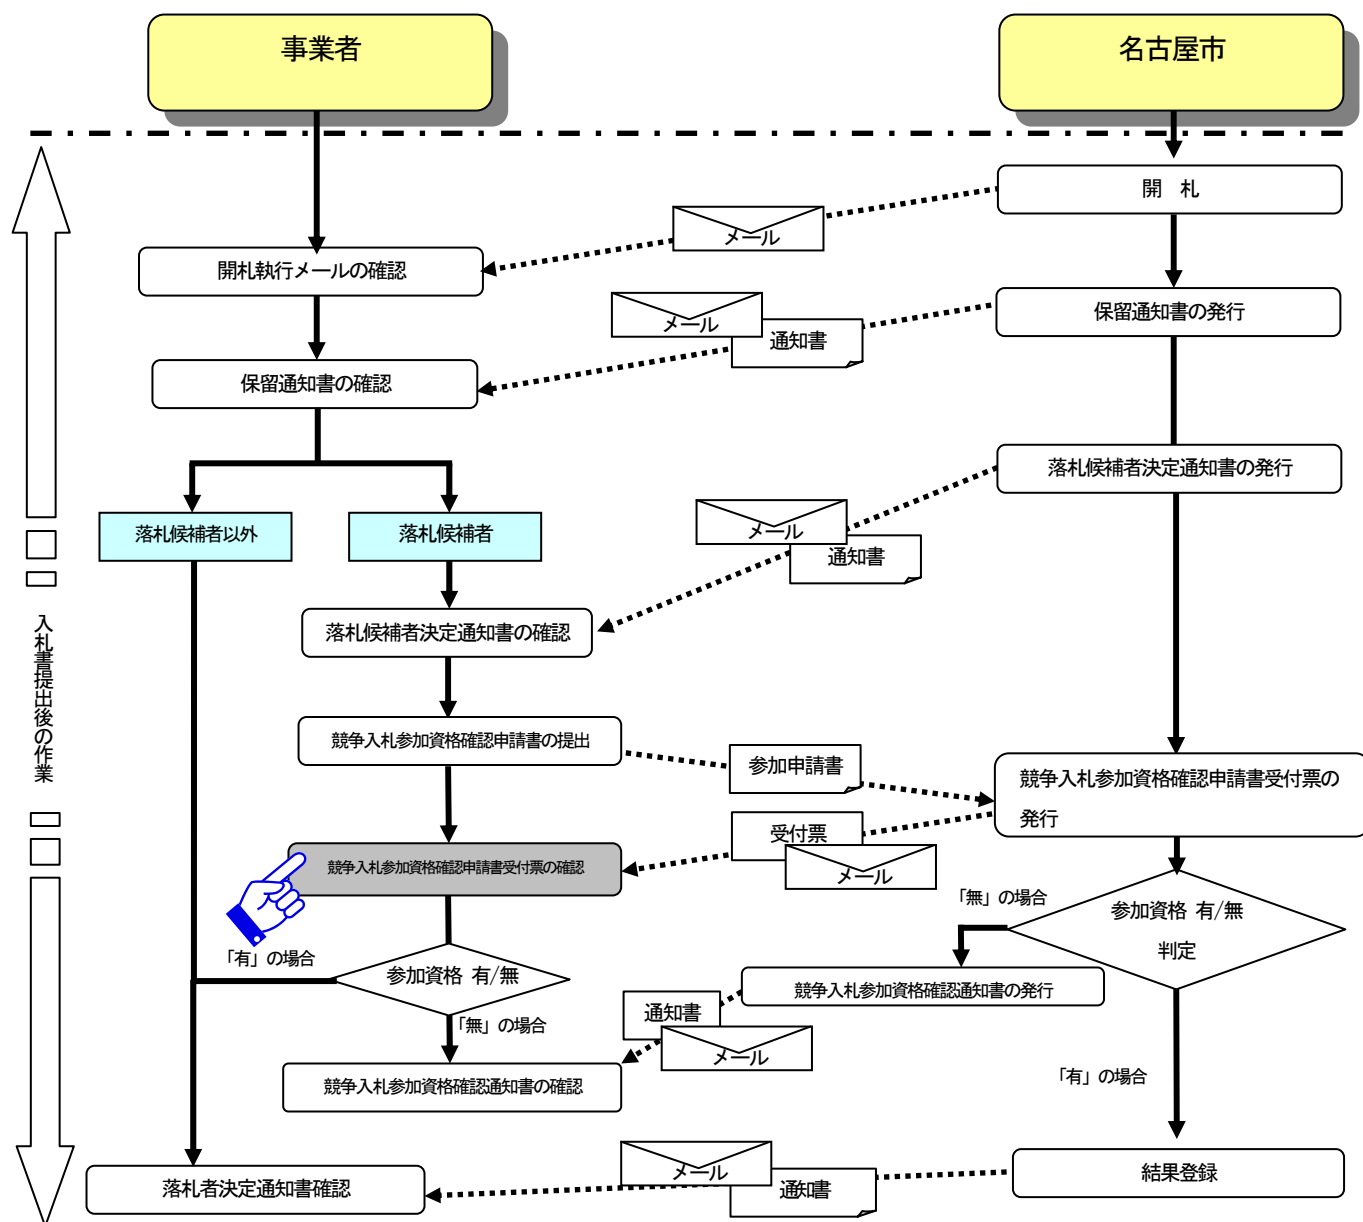 事業者
名古屋市
開　札
メール
開札執行メールの確認
保留通知書の発行
メール
通知書
保留通知書の確認
落札候補者決定通知書の発行
落札候補者以外
落札候補者
メール
通知書
落札候補者決定通知書の確認
入札書提出後の作業
競争入札参加資格確認申請書の提出
参加申請書
競争入札参加資格確認申請書受付票の
発行
受付票
メール
競争入札参加資格確認申請書受付票の確認
「無」の場合
参加資格 有/無
判定
「有」の場合
参加資格 有/無
競争入札参加資格確認通知書の発行
通知書
メール
「無」の場合
競争入札参加資格確認通知書の確認
「有」の場合
結果登録
メール
通知書
落札者決定通知書確認